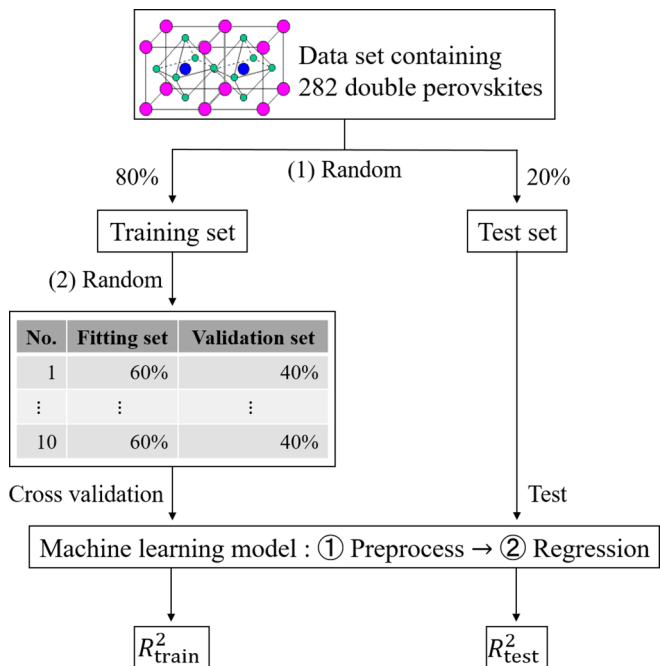 Data set containing
282 double perovskites
(1) Random
80%
20%
Training set
Test set
(2) Random
No. Fitting set Validation set
1 60% 40%
⋮ ⋮ ⋮
10 60% 40%
Cross validation
Test
Machine learning model : ① Preprocess → ② Regression
R²train
R²test